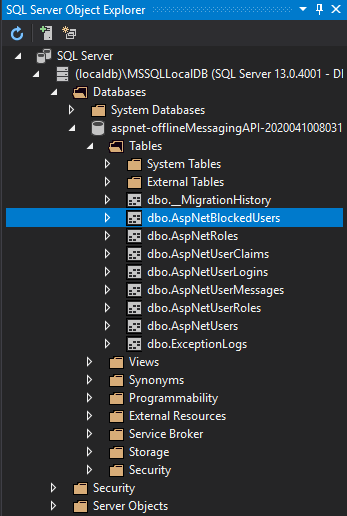 SQL Server Object Explorer
SQL Server
(localdb)\MSSQLLocalDB (SQL Server 13.0.4001 - DI
Databases
System Databases
aspnet-offlineMessagingAPI-2020041008031
Tables
System Tables
External Tables
dbo.__MigrationHistory
dbo.AspNetBlockedUsers
dbo.AspNetRoles
dbo.AspNetUserClaims
dbo.AspNetUserLogins
dbo.AspNetUserMessages
dbo.AspNetUserRoles
dbo.AspNetUsers
dbo.ExceptionLogs
Views
Synonyms
Programmability
External Resources
Service Broker
Storage
Security
Security
Server Objects